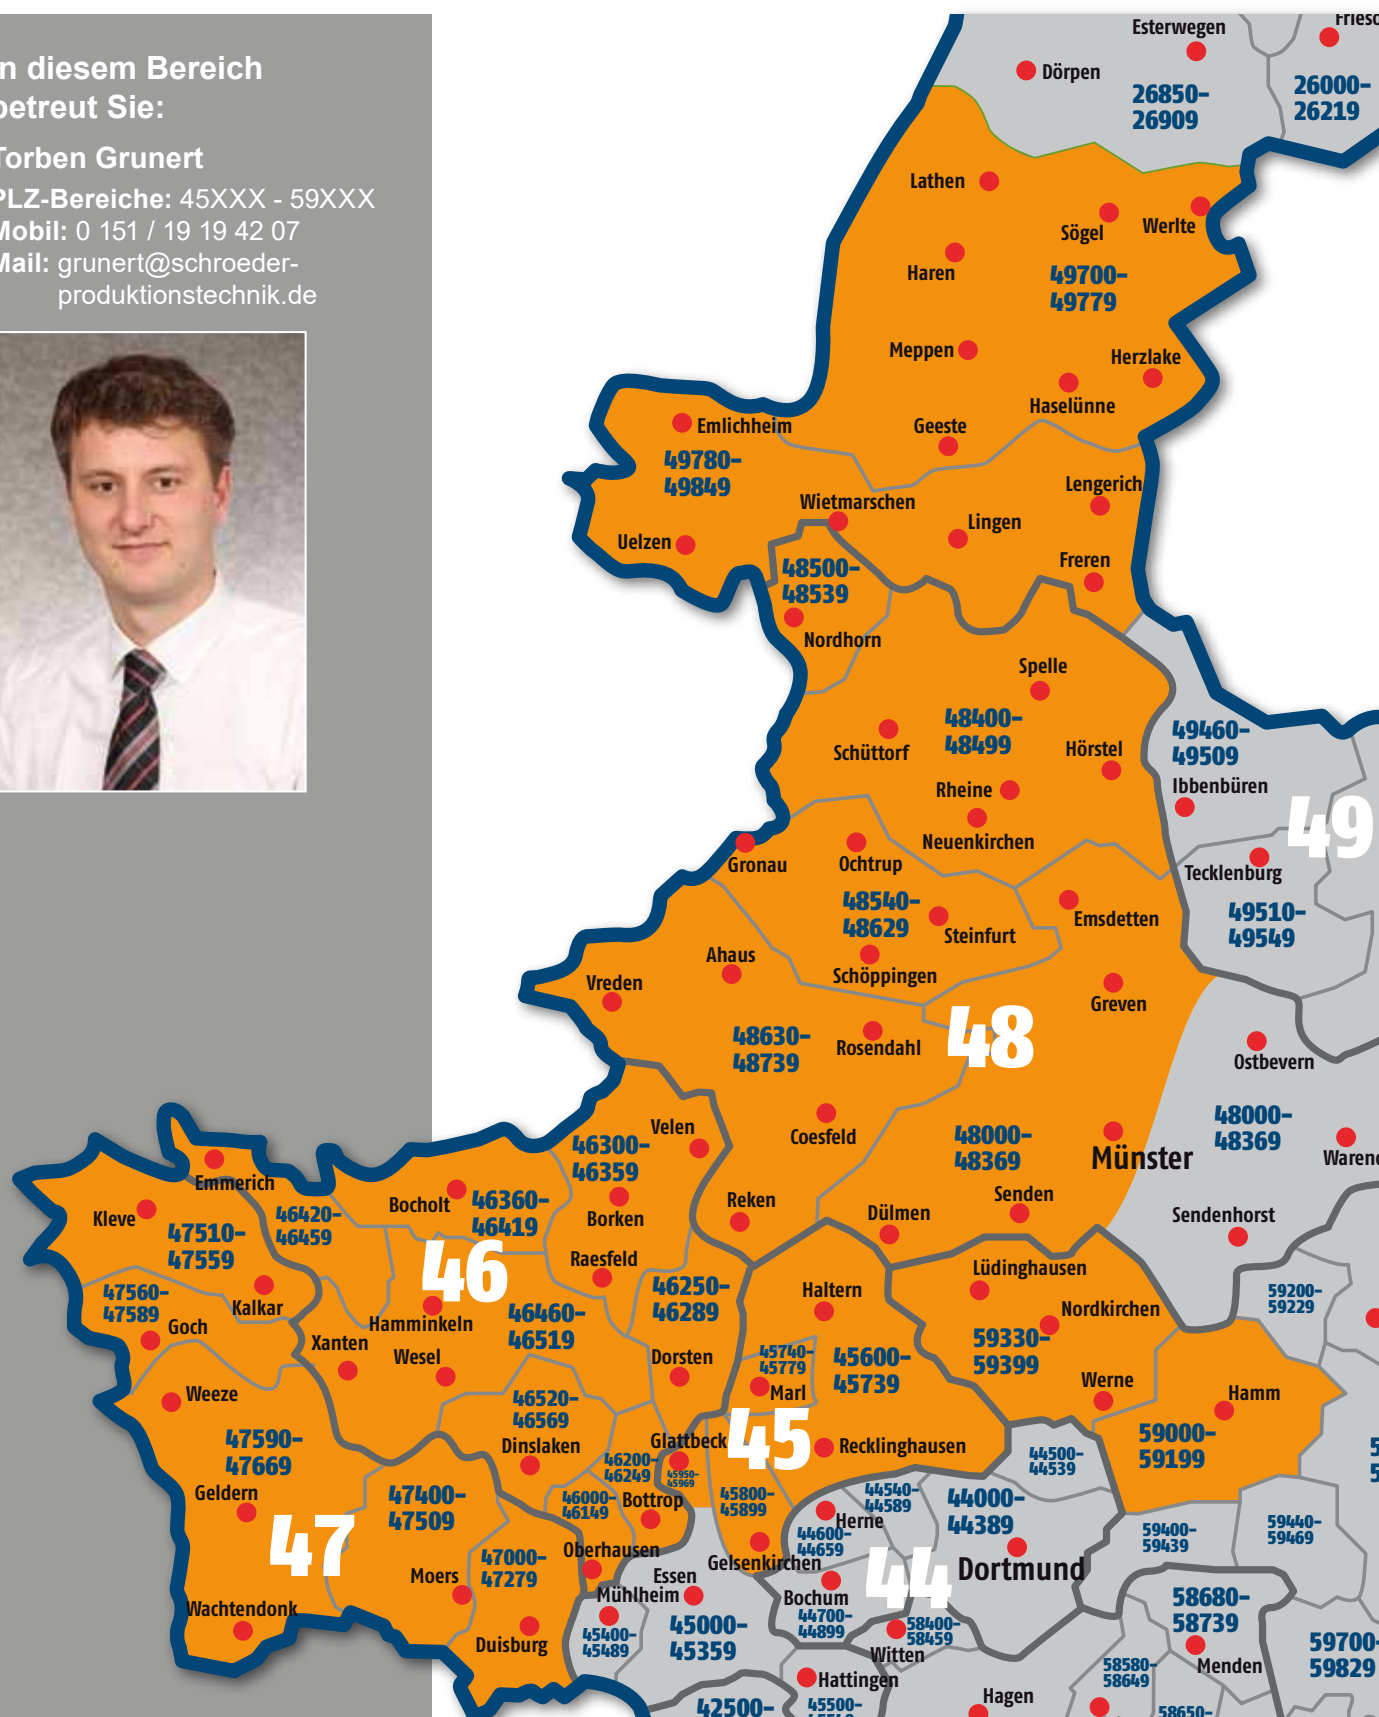 n diesem Bereich
betreut Sie:
Torben Grunert
PLZ-Bereiche: 45XXX - 59XXX
Mobil: 0 151 / 19 19 42 07
Mail: grunert@schroeder-
produktionstechnik.de
Esterwegen
Dörpen
26850-
26909
26000-
26219
Lathen
Sögel
Werlte
Haren
49700-
49779
Meppen
Herzlake
Haselünne
Geeste
Emlichheim
49780-
49849
Uelzen
Wietmarschen
Lengerich
Lingen
Freren
48500-
48539
Nordhorn
Spelle
48400-
48499
Schüttorf
Hörstel
Rheine
Neuenkirchen
49460-
49509
Ibbenbüren
49
Tecklenburg
49510-
49549
Gronau
Ochtrup
48540-
48629
Steinfurt
Schöppingen
Emsdetten
Greven
Ahaus
Vreden
48630-
48739
Rosendahl
48
Ostbevern
48000-
48369
Coesfeld
48000-
48369
Münster
Senden
Dülmen
Sendenhorst
Velen
46300-
46359
Borken
Reken
Emmerich
Kleve
47510-
47559
46420-
46459
Bocholt
46360-
46419
46
Raesfeld
46250-
46289
Haltern
Lüdinghausen
Nordkirchen
59200-
59229
47560-
47589
Kalkar
Goch
Hamminkeln
46460-
46519
Xanten
Wesel
Dorsten
45740-
45779
Marl
45600-
45739
59330-
59399
Werne
Hamm
59000-
59199
Weeze
47590-
47669
Geldern
46520-
46569
Dinslaken
Glattbeck
45
Recklinghausen
46200-
46249
45950-
45969
45800-
45899
44500-
44539
47
47400-
47509
46000-
46149
Bottrop
44540-
44589
Herne
44000-
44389
44600-
44659
Dortmund
59400-
59439
59440-
59469
Oberhausen
Gelsenkirchen
44
47000-
47279
Moers
Essen
Mühlheim
Bochum
44700-
44899
58400-
58459
Witten
58680-
58739
Menden
Wachtendonk
Duisburg
45400-
45489
45000-
45359
Hattingen
59700-
59829
58580-
58649
Hagen
42500-
45500-
58650-